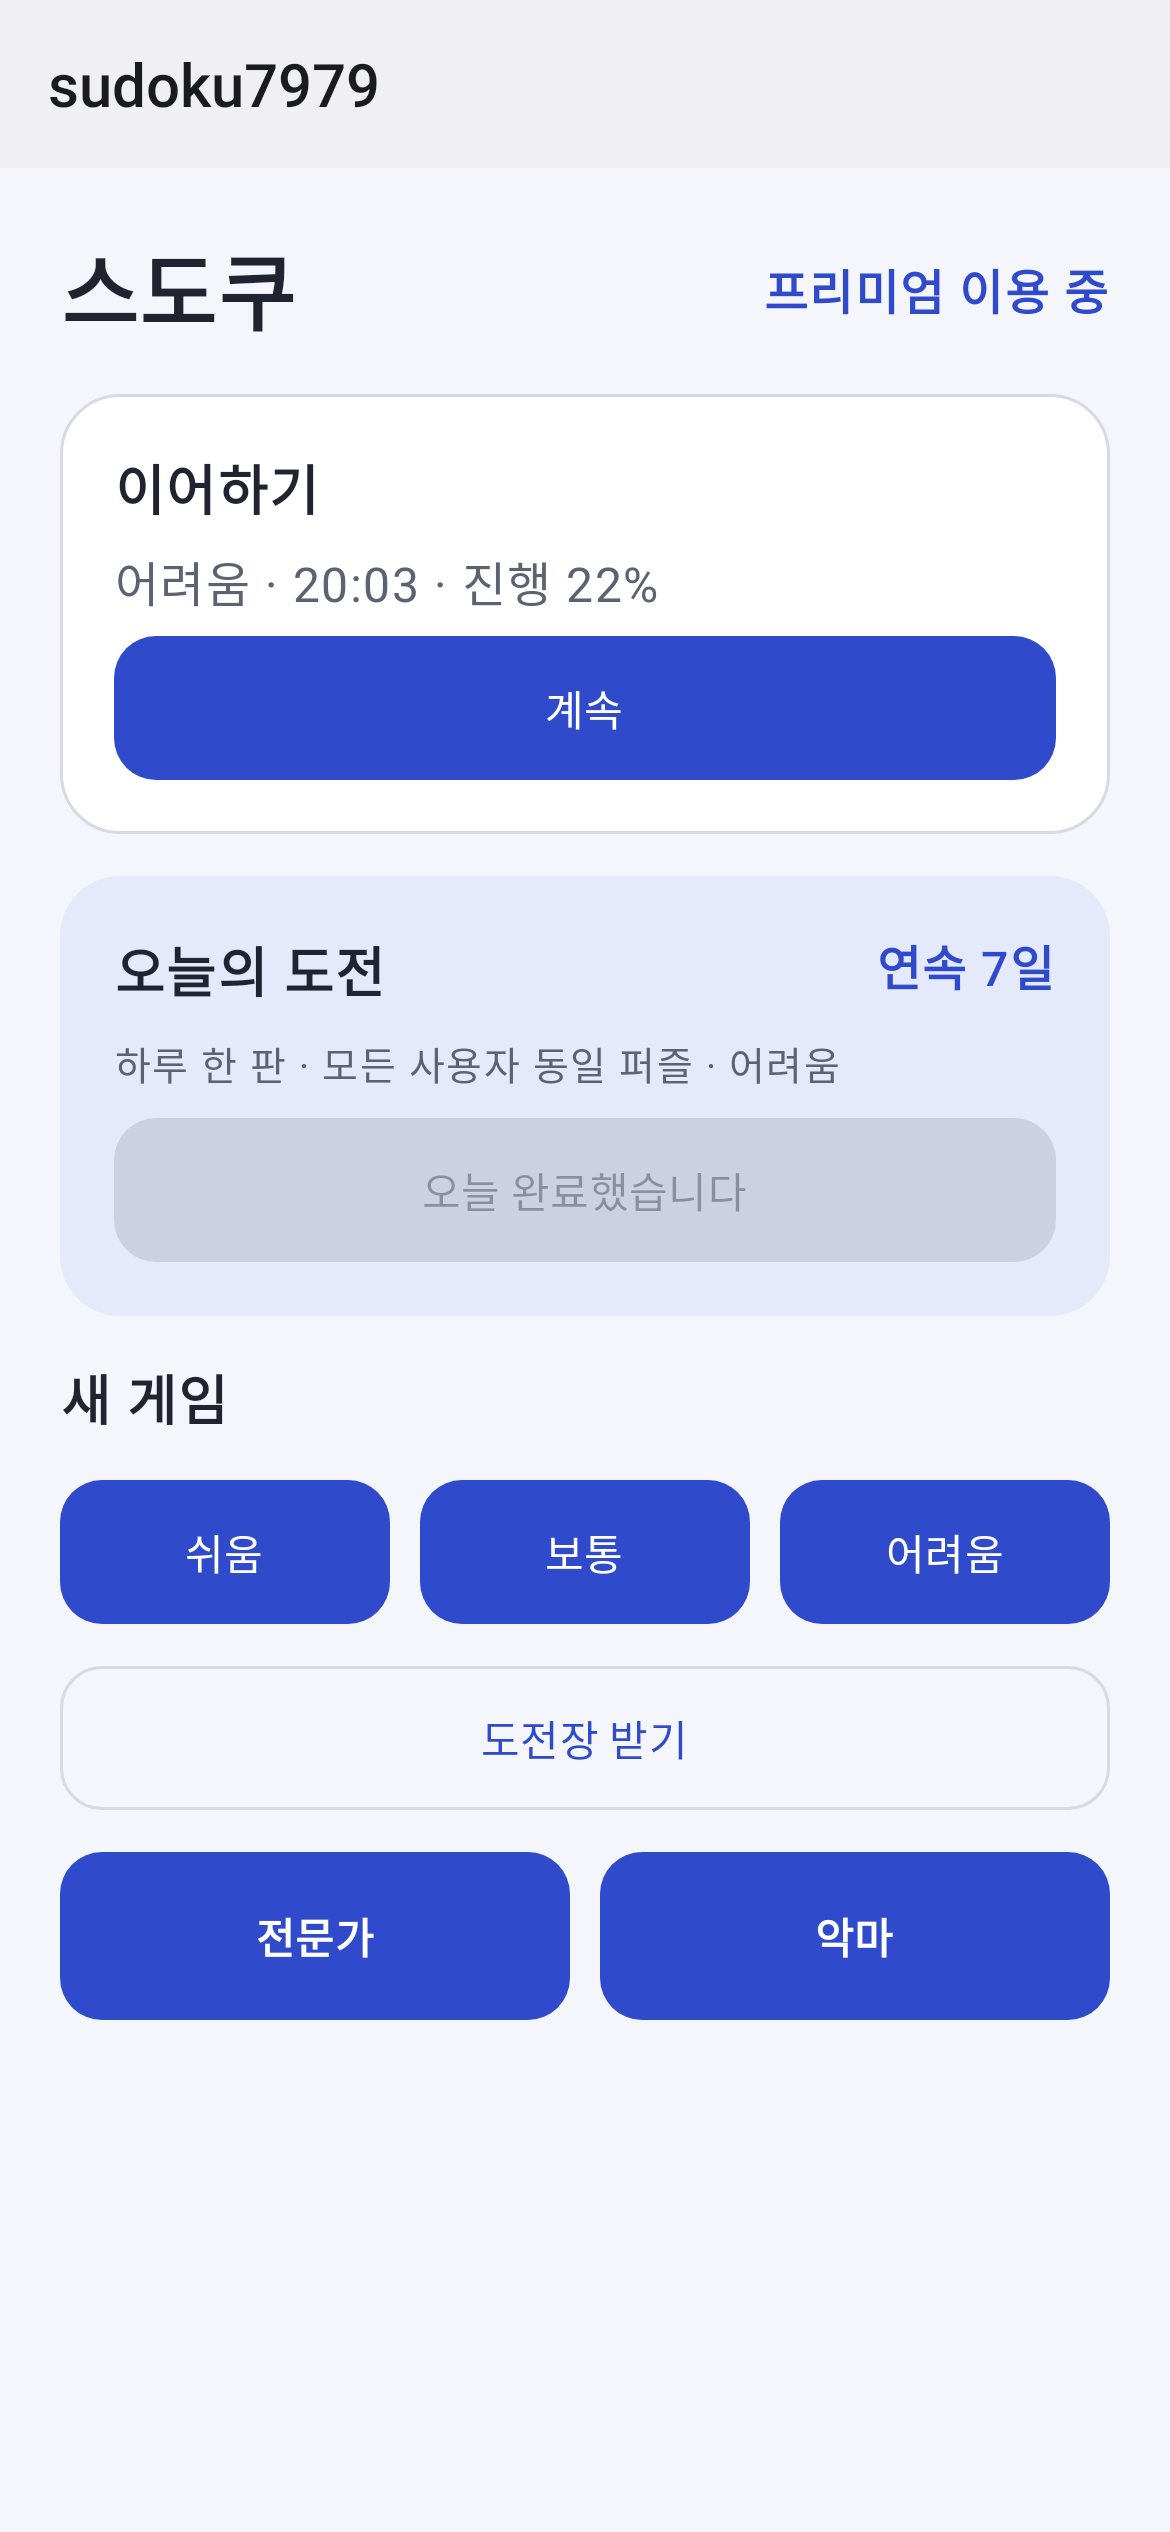 sudoku7979
스도쿠
프리미엄 이용 중
이어하기
어려움 · 20:03 · 진행 22%
계속
오늘의 도전
연속 7일
하루 한 판 · 모든 사용자 동일 퍼즐 · 어려움
오늘 완료했습니다
새 게임
쉬움
보통
어려움
도전장 받기
전문가
악마